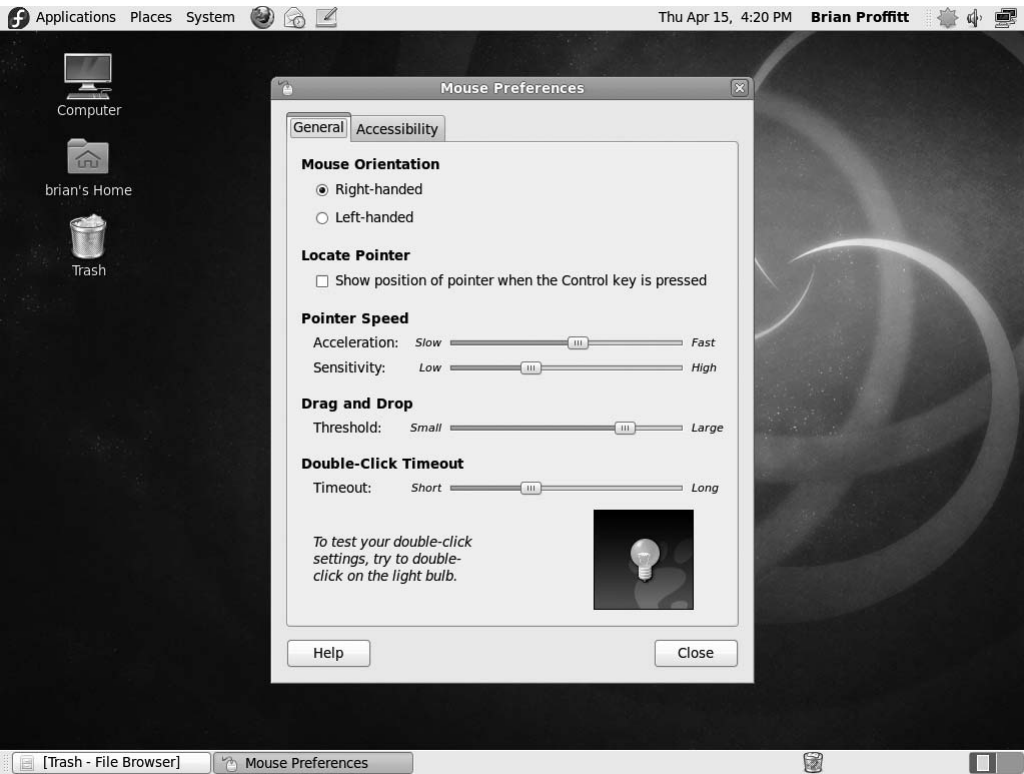 Applications Places System Thu Apr 15, 4:20 PM Brian Proffitt
Computer
brian's Home
Trash
Mouse Preferences
General Accessibility
Mouse Orientation
Right-handed
Left-handed
Locate Pointer
Show position of pointer when the Control key is pressed
Pointer Speed
Acceleration: Slow Fast
Sensitivity: Low High
Drag and Drop
Threshold: Small Large
Double-Click Timeout
Timeout: Short Long
To test your double-click
settings, try to double-
click on the light bulb.
Help Close
[Trash - File Browser] Mouse Preferences